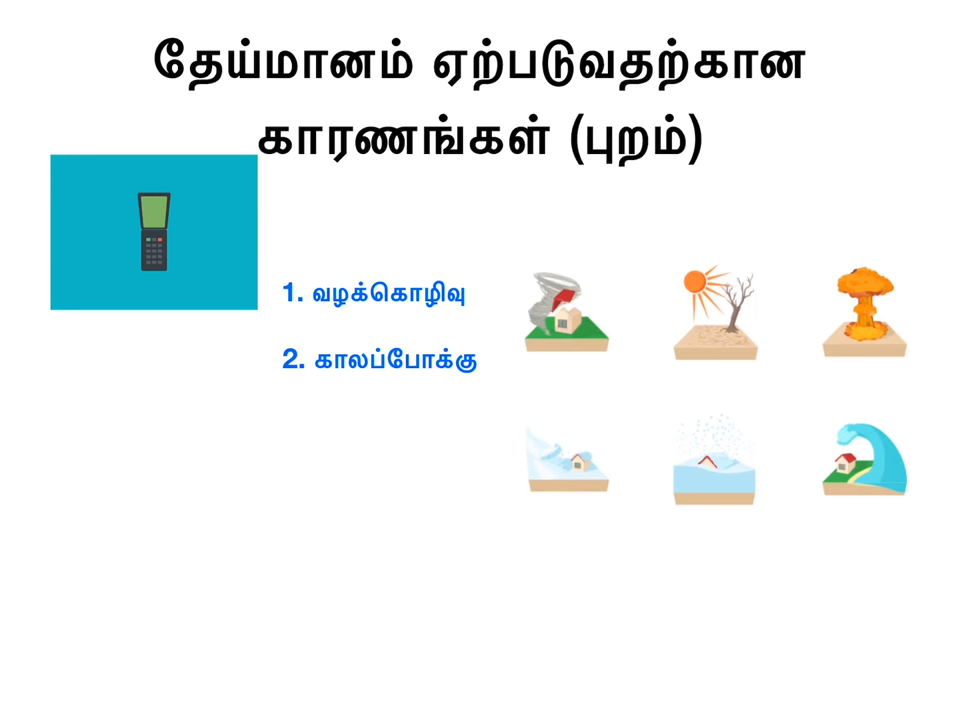 தேய்மானம் ஏற்படுவதற்கான
காரணங்கள் (புறம்)
1. வழக்கொழிவு
2. காலப்போக்கு